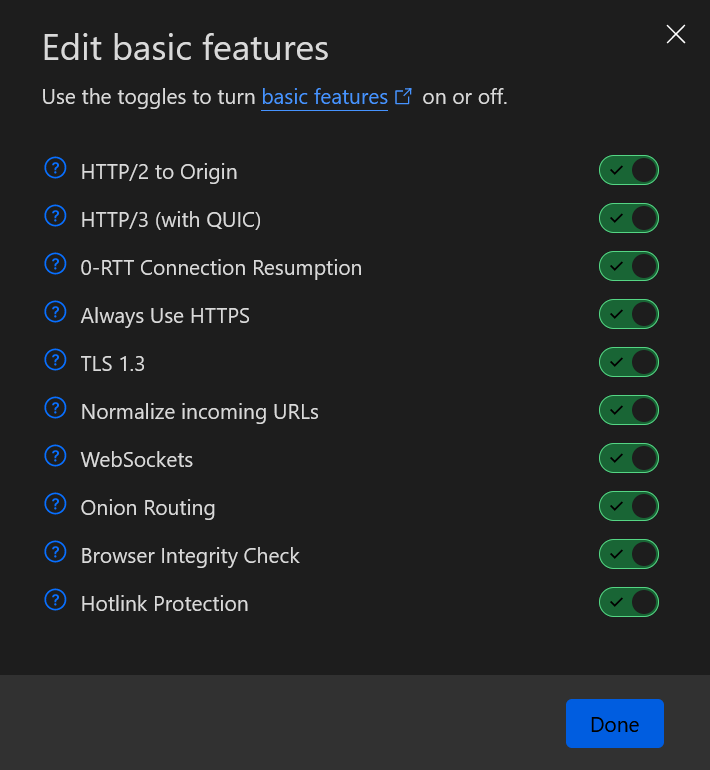 Edit basic features
Use the toggles to turn basic features on or off.
HTTP/2 to Origin
HTTP/3 (with QUIC)
0-RTT Connection Resumption
Always Use HTTPS
TLS 1.3
Normalize incoming URLs
WebSockets
Onion Routing
Browser Integrity Check
Hotlink Protection
Done